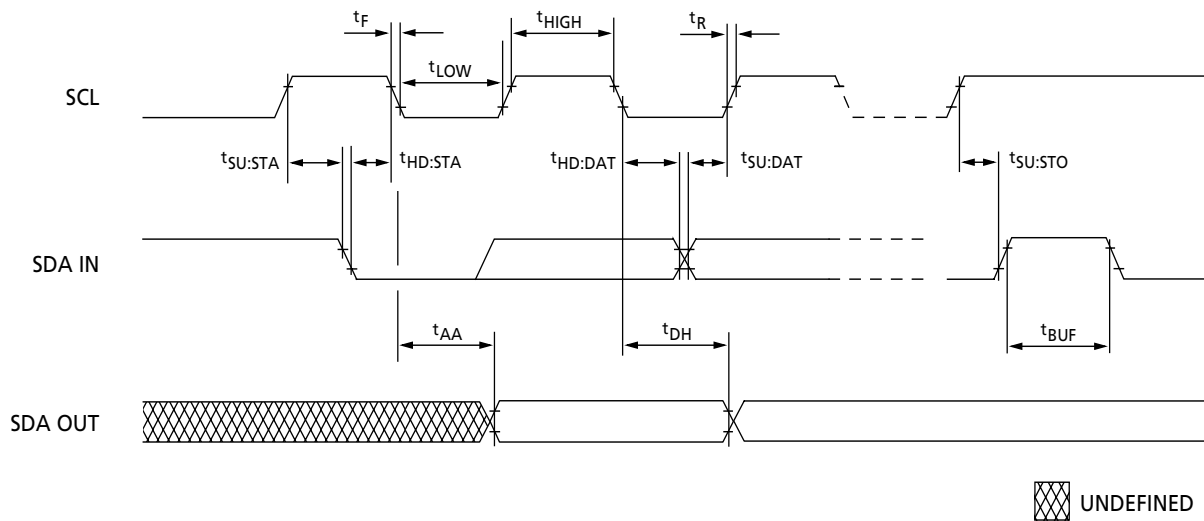 tF
tHIGH
tR
tLOW
SCL
tSU:STA
tHD:STA
tHD:DAT
tSU:DAT
tSU:STO
SDA IN
tAA
tDH
tBUF
SDA OUT
UNDEFINED